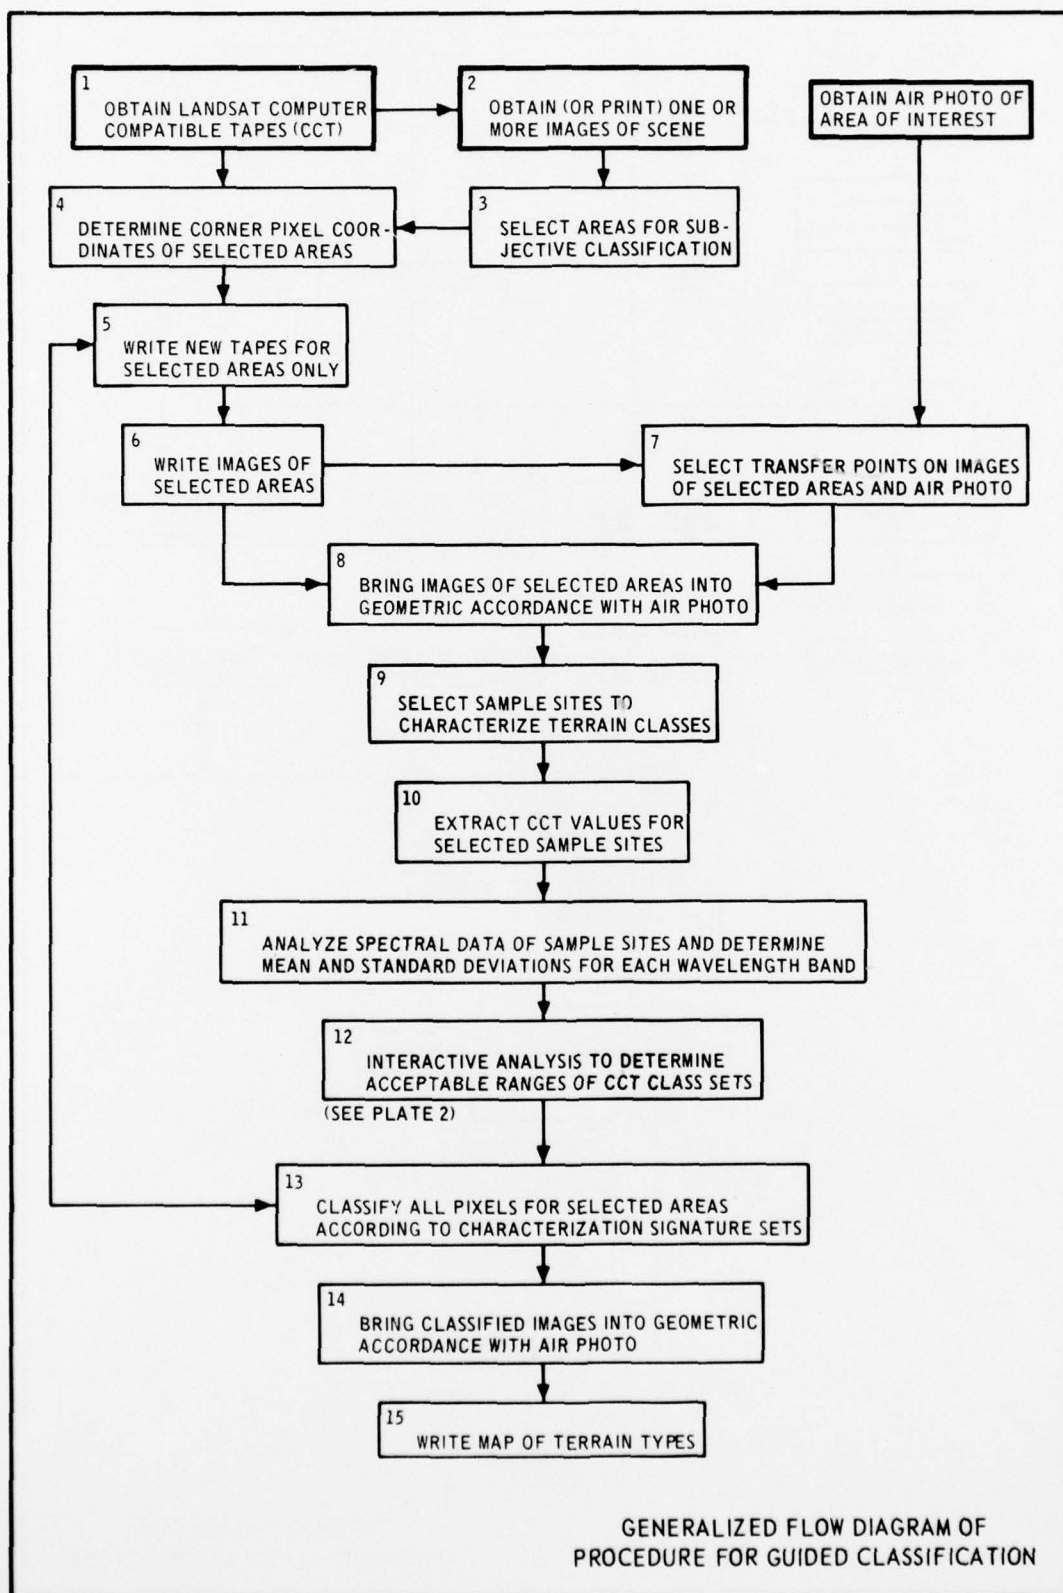 1
OBTAIN LANDSAT COMPUTER
COMPATIBLE TAPES (CCT)
2
OBTAIN (OR PRINT) ONE OR
MORE IMAGES OF SCENE
OBTAIN AIR PHOTO OF
AREA OF INTEREST
4
DETERMINE CORNER PIXEL COOR-
DINATES OF SELECTED AREAS
3
SELECT AREAS FOR SUB-
JECTIVE CLASSIFICATION
5
WRITE NEW TAPES FOR
SELECTED AREAS ONLY
6
WRITE IMAGES OF
SELECTED AREAS
7
SELECT TRANSFER POINTS ON IMAGES
OF SELECTED AREAS AND AIR PHOTO
8
BRING IMAGES OF SELECTED AREAS INTO
GEOMETRIC ACCORDANCE WITH AIR PHOTO
9
SELECT SAMPLE SITES TO
CHARACTERIZE TERRAIN CLASSES
10
EXTRACT CCT VALUES FOR
SELECTED SAMPLE SITES
11
ANALYZE SPECTRAL DATA OF SAMPLE SITES AND DETERMINE
MEAN AND STANDARD DEVIATIONS FOR EACH WAVELENGTH BAND
12
INTERACTIVE ANALYSIS TO DETERMINE
ACCEPTABLE RANGES OF CCT CLASS SETS
(SEE PLATE 2)
13
CLASSIFY ALL PIXELS FOR SELECTED AREAS
ACCORDING TO CHARACTERIZATION SIGNATURE SETS
14
BRING CLASSIFIED IMAGES INTO GEOMETRIC
ACCORDANCE WITH AIR PHOTO
15
WRITE MAP OF TERRAIN TYPES
GENERALIZED FLOW DIAGRAM OF
PROCEDURE FOR GUIDED CLASSIFICATION